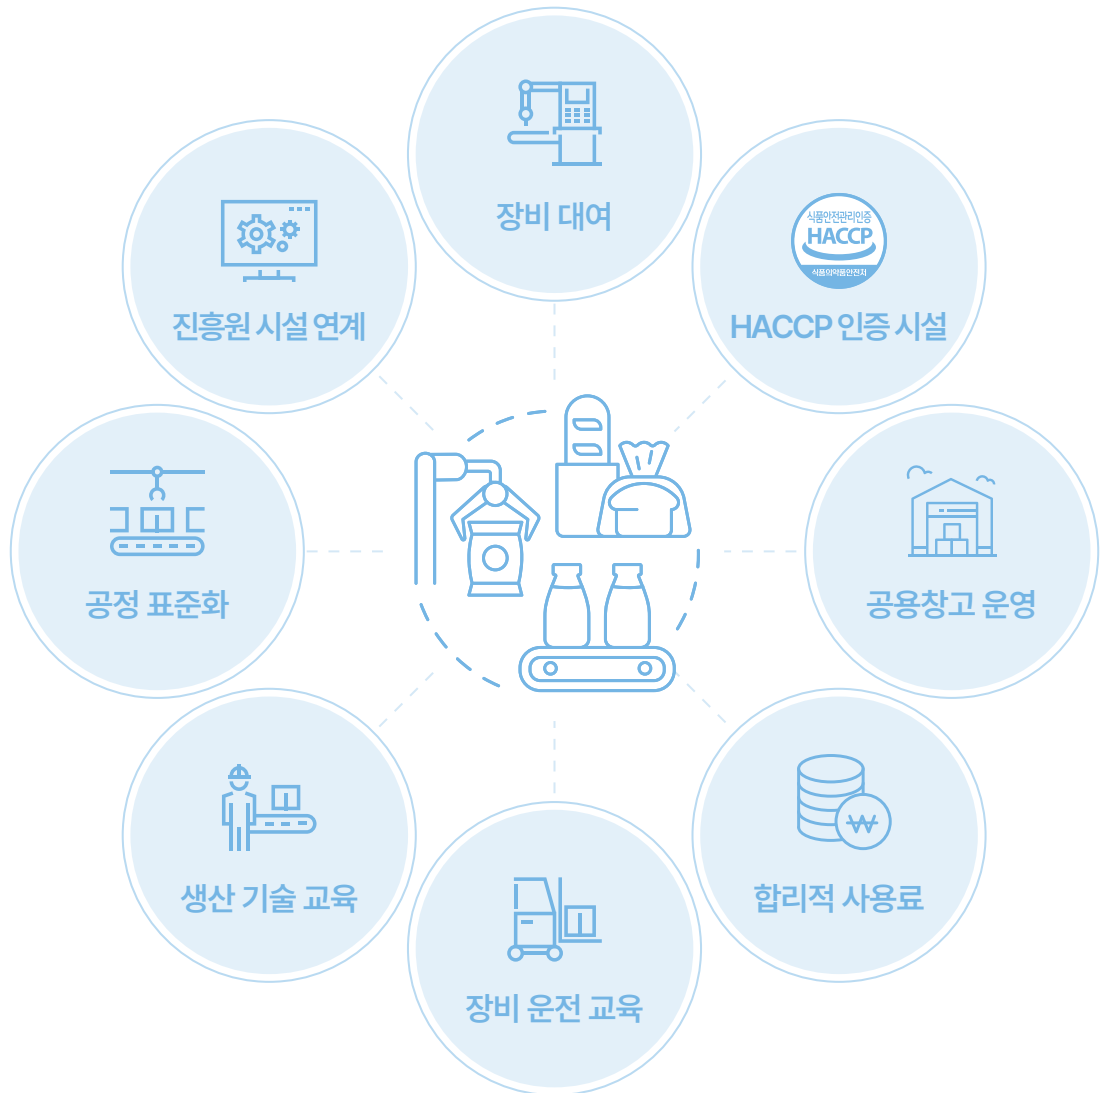 장비 대여
진흥원 시설 연계
식품안전관리인증
HACCP
식품의약품안전처
HACCP 인증 시설
공정 표준화
공용창고 운영
생산 기술 교육
₩
합리적 사용료
장비 운전 교육